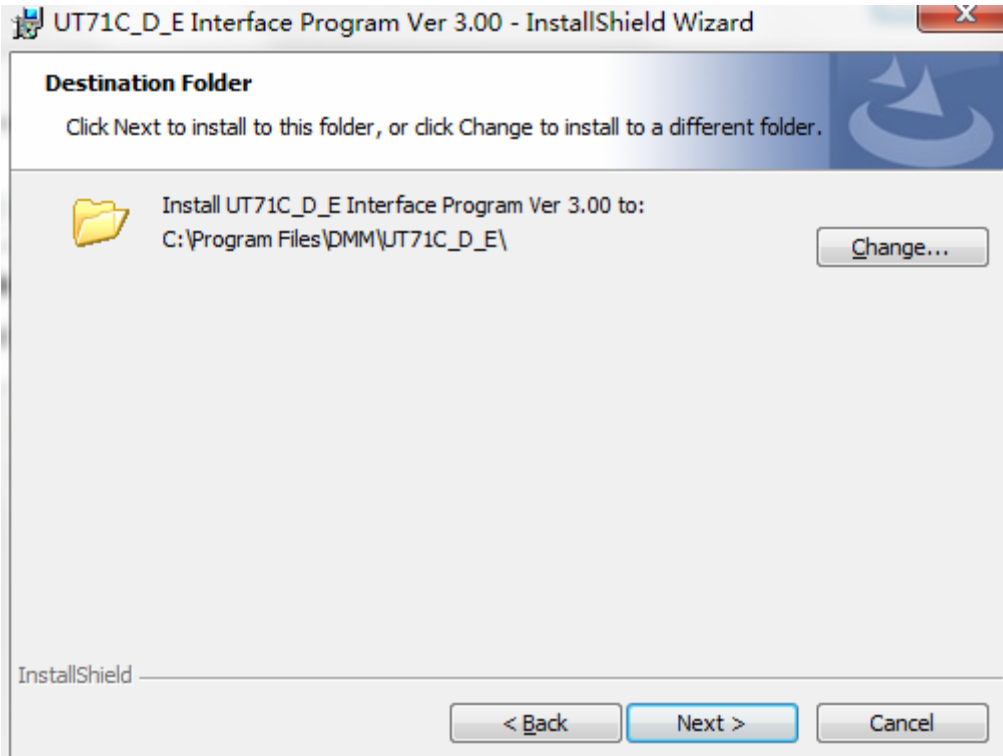 UT71C_D_E Interface Program Ver 3.00 - InstallShield Wizard
Destination Folder
Click Next to install to this folder, or click Change to install to a different folder.
Install UT71C_D_E Interface Program Ver 3.00 to:
C:\Program Files\DMM\UT71C_D_E\
Change...
InstallShield
< Back
Next >
Cancel